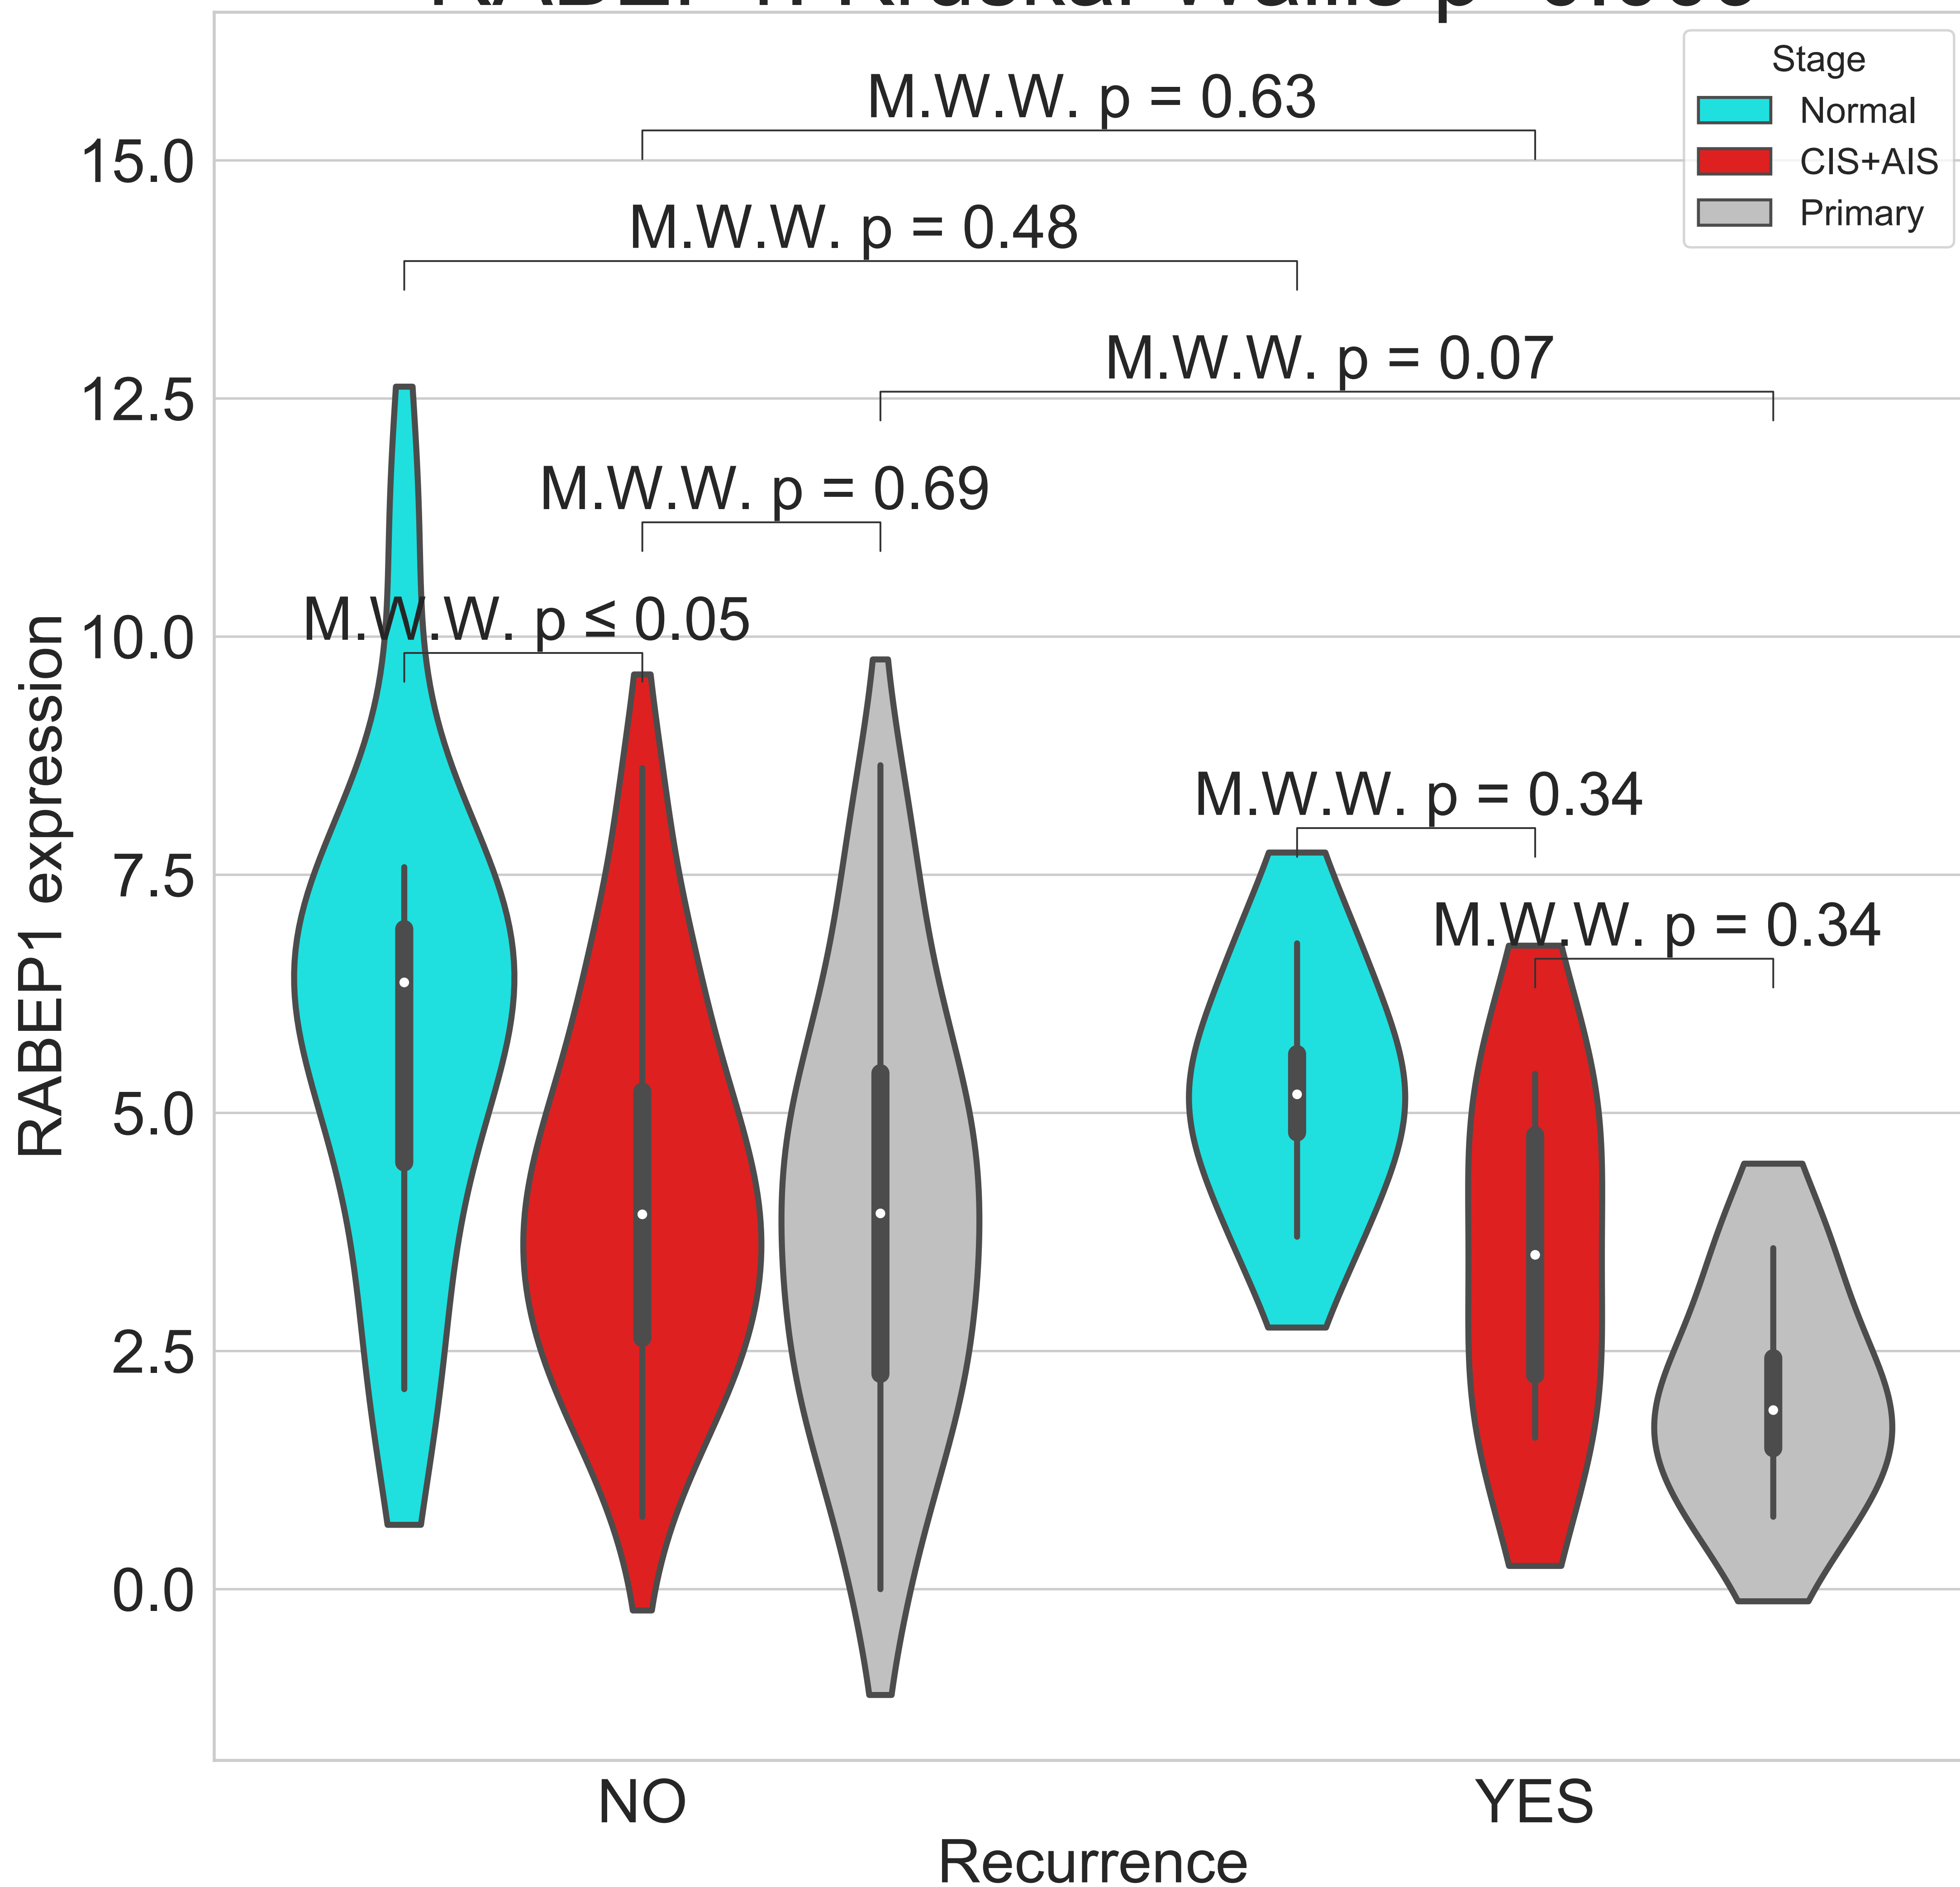 Stage
Normal
CIS+AIS
Primary
M.W.W. p = 0.63
M.W.W. p = 0.48
M.W.W. p = 0.07
M.W.W. p = 0.69
M.W.W. p ≤ 0.05
M.W.W. p = 0.34
M.W.W. p = 0.34
15.0
12.5
10.0
7.5
5.0
2.5
0.0
RABEP1 expression
NO
YES
Recurrence